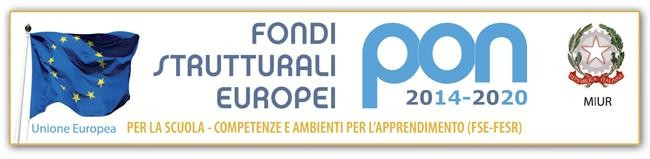 FONDI
STRUTTURALI
EUROPEI
pon
2014-2020
MIUR
Unione Europea
PER LA SCUOLA - COMPETENZE E AMBIENTI PER L'APPRENDIMENTO (FSE-FESR)